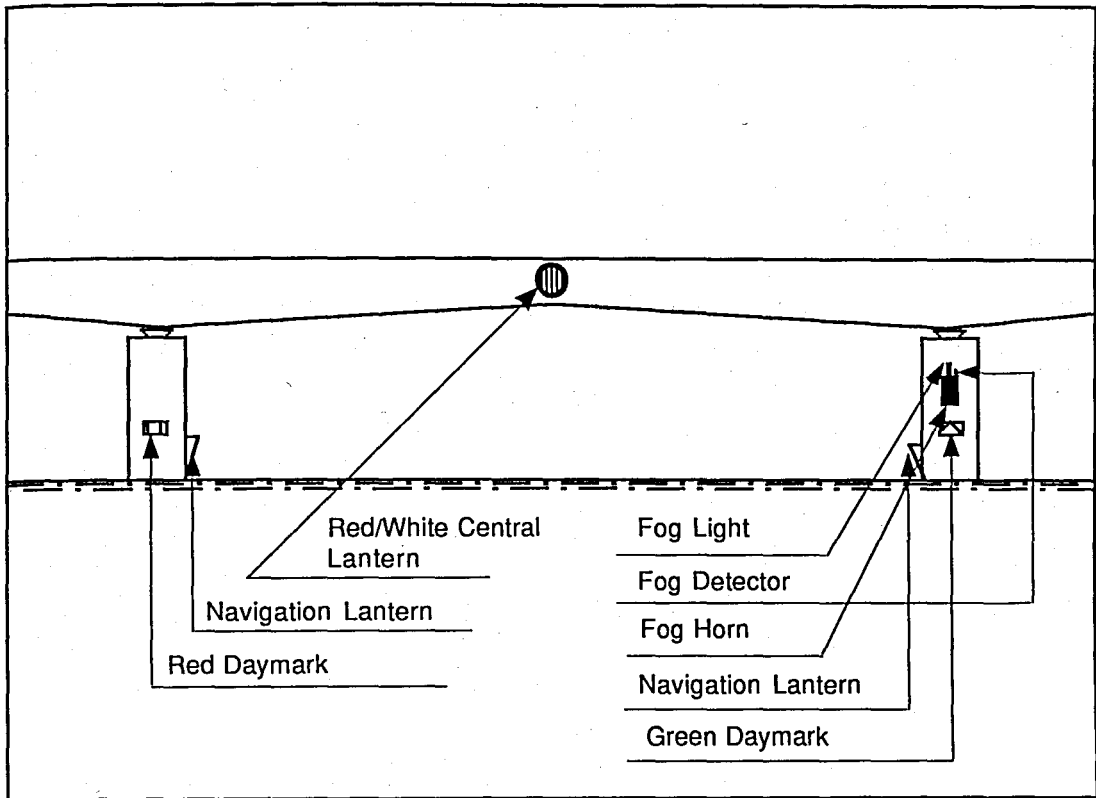 Red/White Central
Lantern
Navigation Lantern
Red Daymark
Fog Light
Fog Detector
Fog Horn
Navigation Lantern
Green Daymark